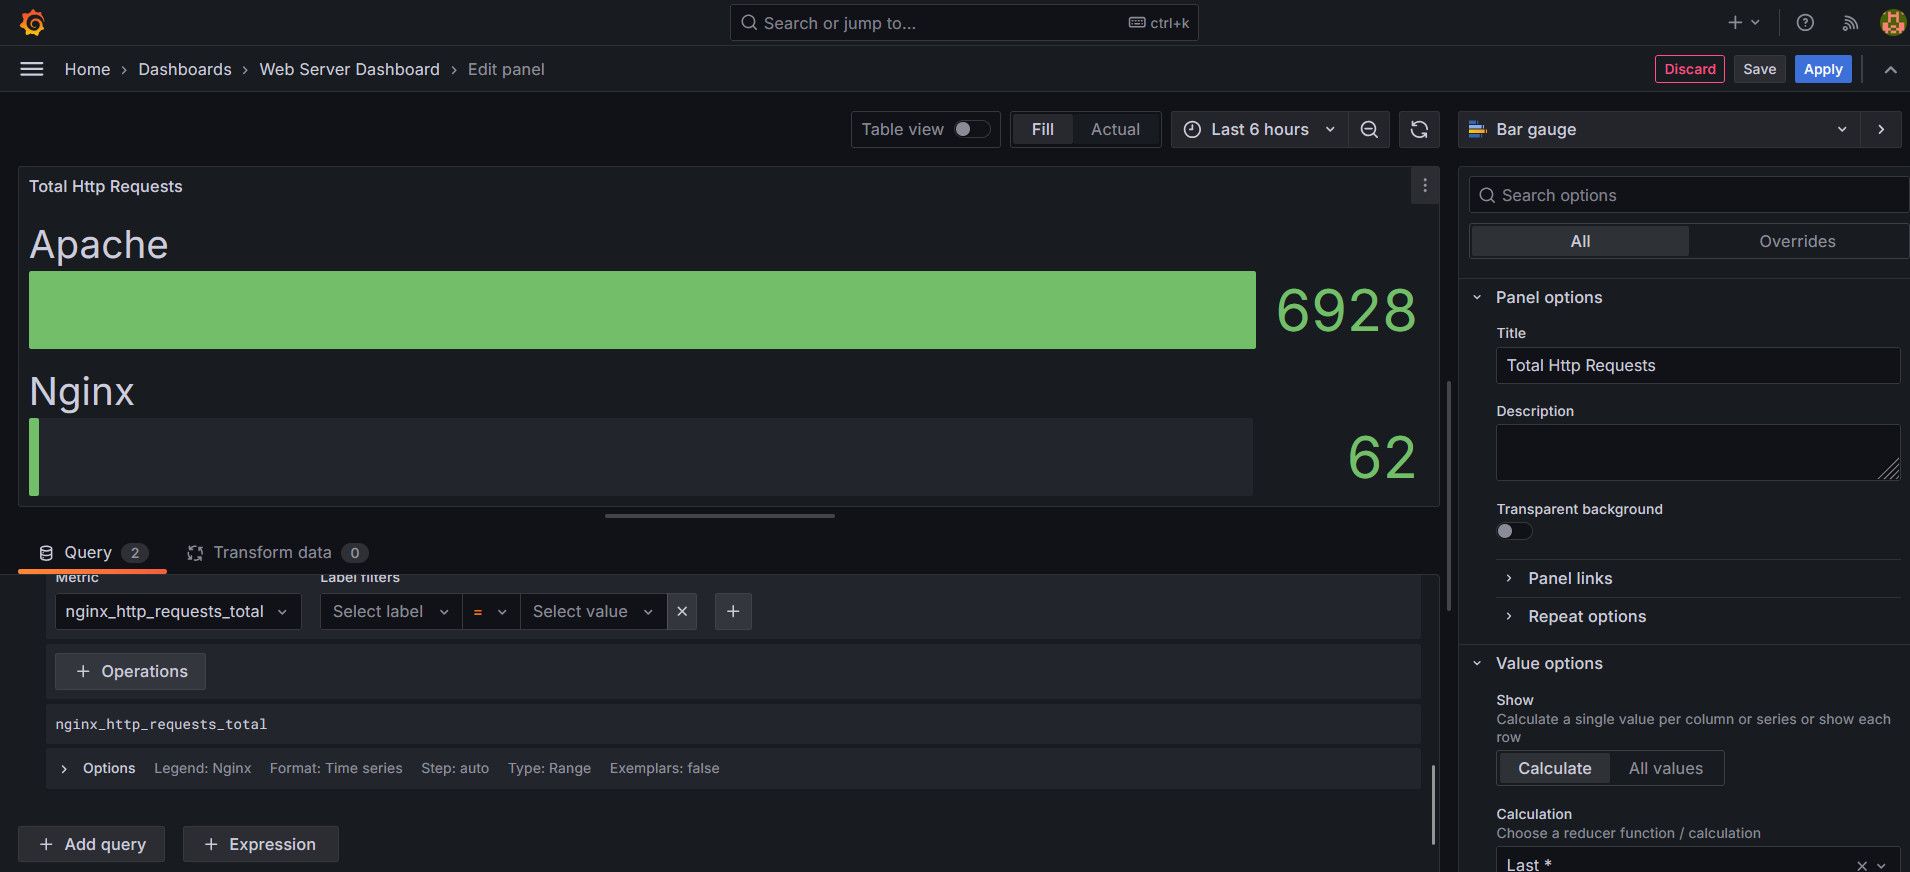 Search or jump to...
ctrl+k
Home › Dashboards › Web Server Dashboard › Edit panel
Discard
Save
Apply
Table view
Fill
Actual
Last 6 hours
Bar gauge
Total Http Requests
Apache
6928
Nginx
62
Query 2
Transform data 0
Metric
Label filters
nginx_http_requests_total
Select label
=
Select value
+ Operations
nginx_http_requests_total
Options Legend: Nginx Format: Time series Step: auto Type: Range Exemplars: false
+ Add query
+ Expression
Search options
All
Overrides
Panel options
Title
Total Http Requests
Description
Transparent background
Panel links
Repeat options
Value options
Show
Calculate a single value per column or series or show each
row
Calculate
All values
Calculation
Choose a reducer function / calculation
Last *